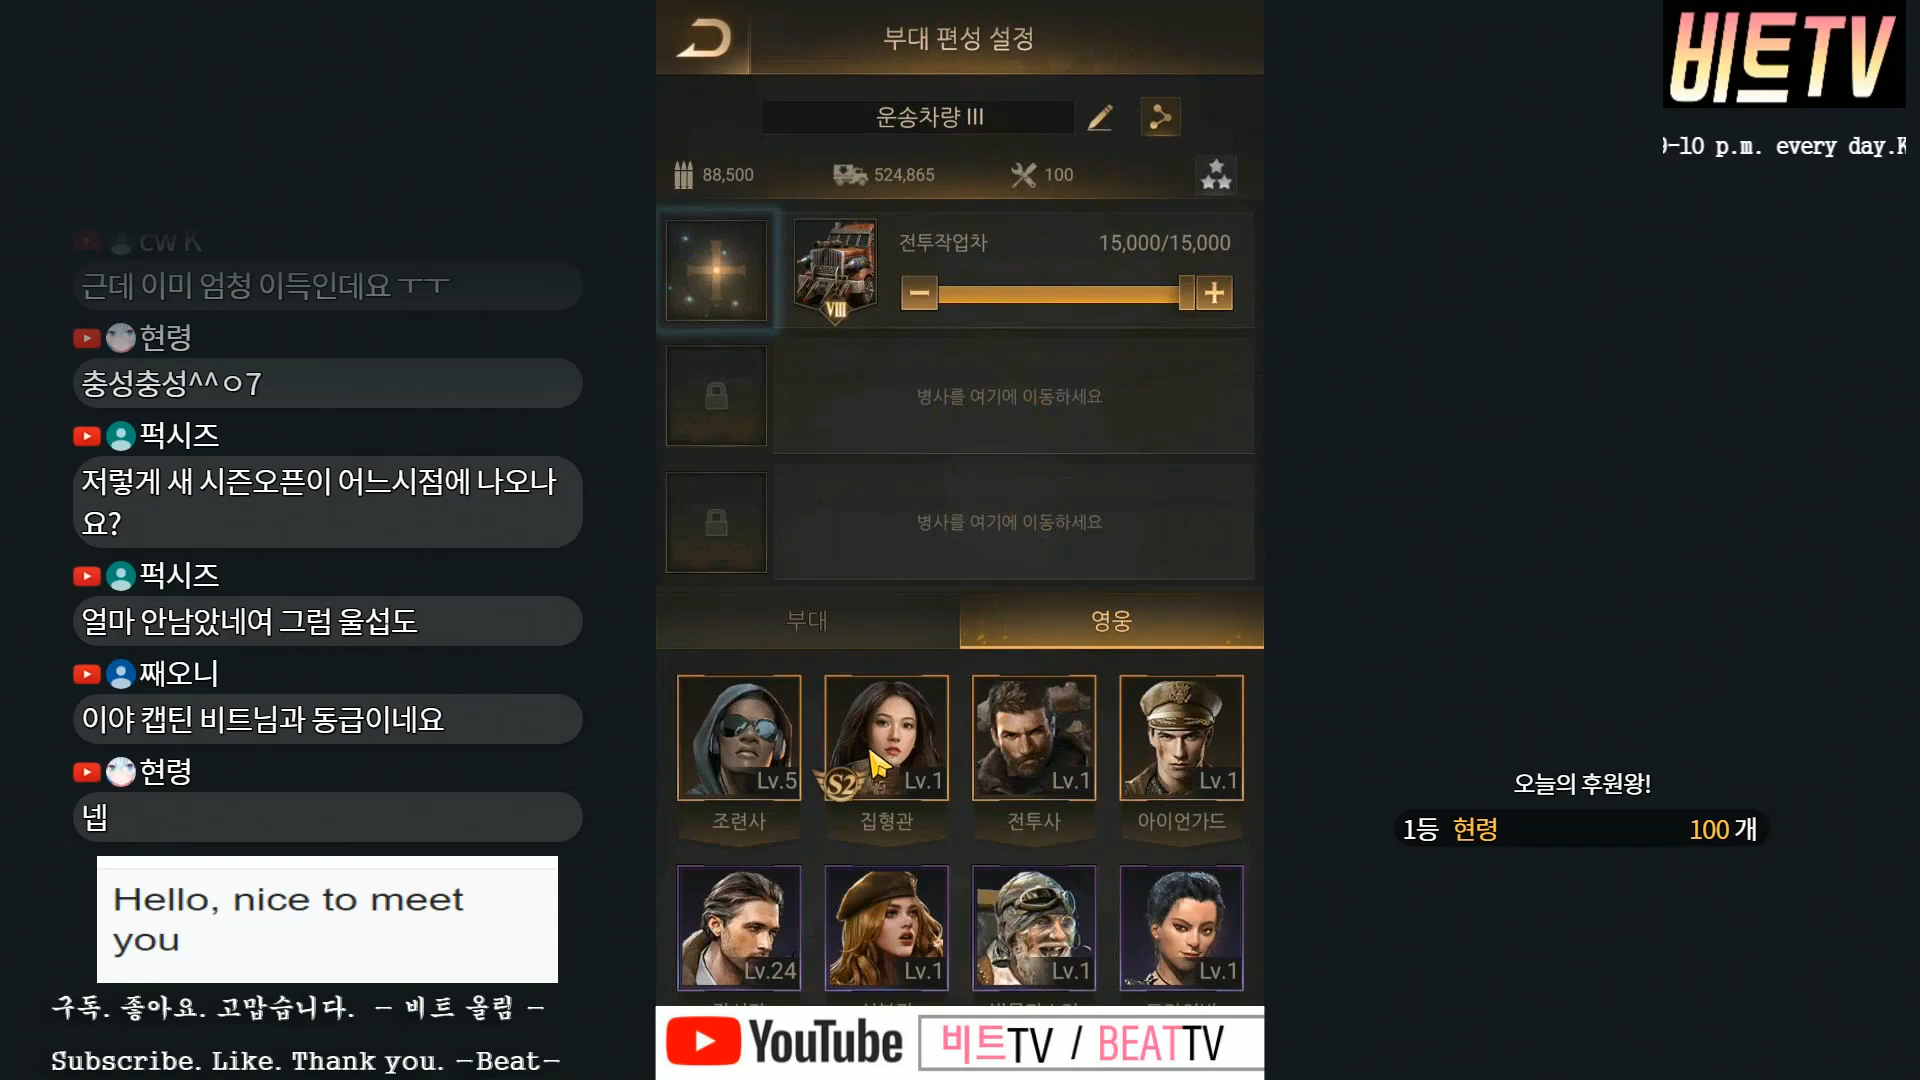 cw K
근데 이미 엄청 이득인데요 ㅜㅜ
현령
충성충성^^ㅇ7
퍽시즈
저렇게 새 시즌오픈이 어느시점에 나오나
요?
퍽시즈
얼마 안남았네여 그럼 울섭도
째오니
이야 캡틴 비트님과 동급이네요
현령
넵
Hello, nice to meet
you
구독. 좋아요. 고맙습니다. - 비트 올림 -
Subscribe. Like. Thank you. -Beat-
부대 편성 설정
운송차량 III
88,500
524,865
100
전투작업차
15,000/15,000
VIII
병사를 여기에 이동하세요
병사를 여기에 이동하세요
부대
영웅
Lv.5
S2
Lv.1
Lv.1
Lv.1
조련사
집형관
전투사
아이언가드
Lv.24
Lv.1
Lv.1
Lv.1
YouTube
비트TV / BEATTV
비트TV
-10 p.m. every day.K
오늘의 후원왕!
1등 현령 100 개